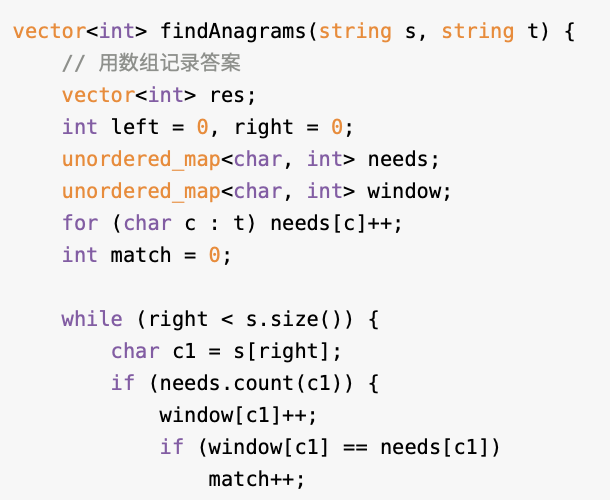 vector<int> findAnagrams(string s, string t) {
    // 用数组记录答案
    vector<int> res;
    int left = 0, right = 0;
    unordered_map<char, int> needs;
    unordered_map<char, int> window;
    for (char c : t) needs[c]++;
    int match = 0;

    while (right < s.size()) {
        char c1 = s[right];
        if (needs.count(c1)) {
            window[c1]++;
            if (window[c1] == needs[c1])
                match++;